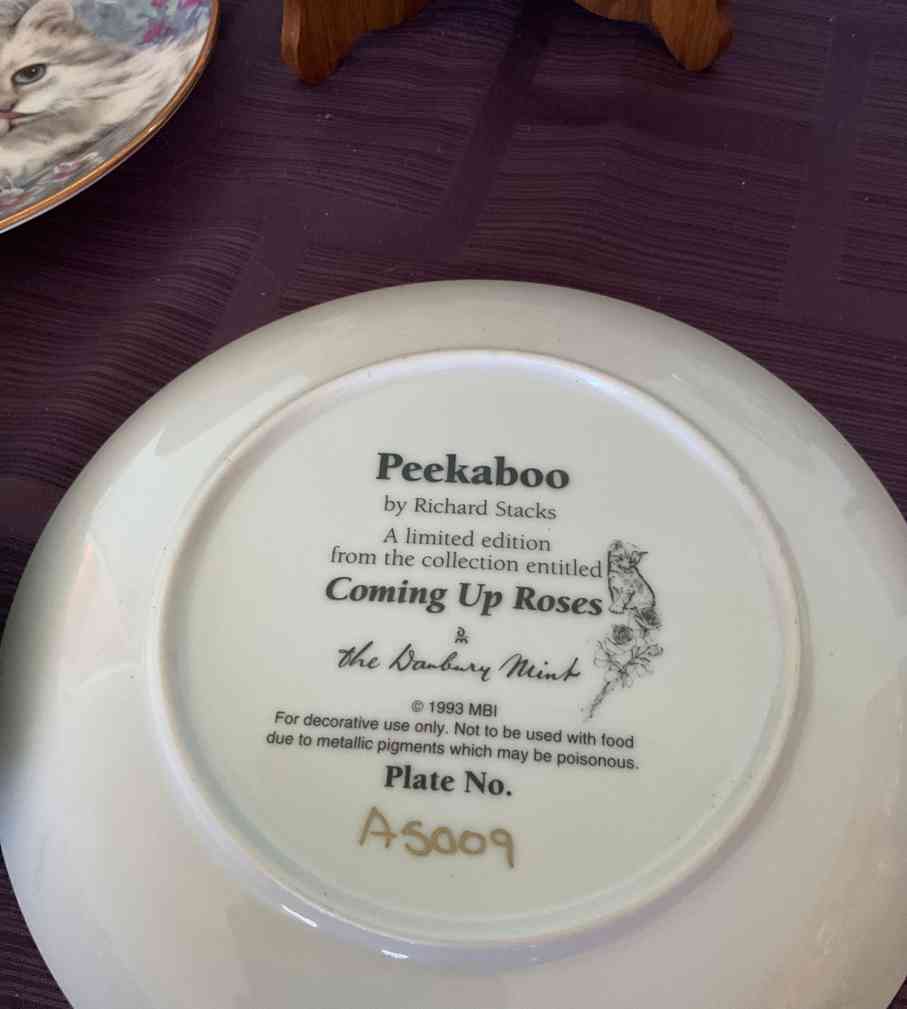 Peekaboo
by Richard Stacks
A limited edition
from the collection entitled
Coming Up Roses
the Danbury Mint
© 1993 MBI
For decorative use only. Not to be used with food
due to metallic pigments which may be poisonous.
Plate No.
A5009